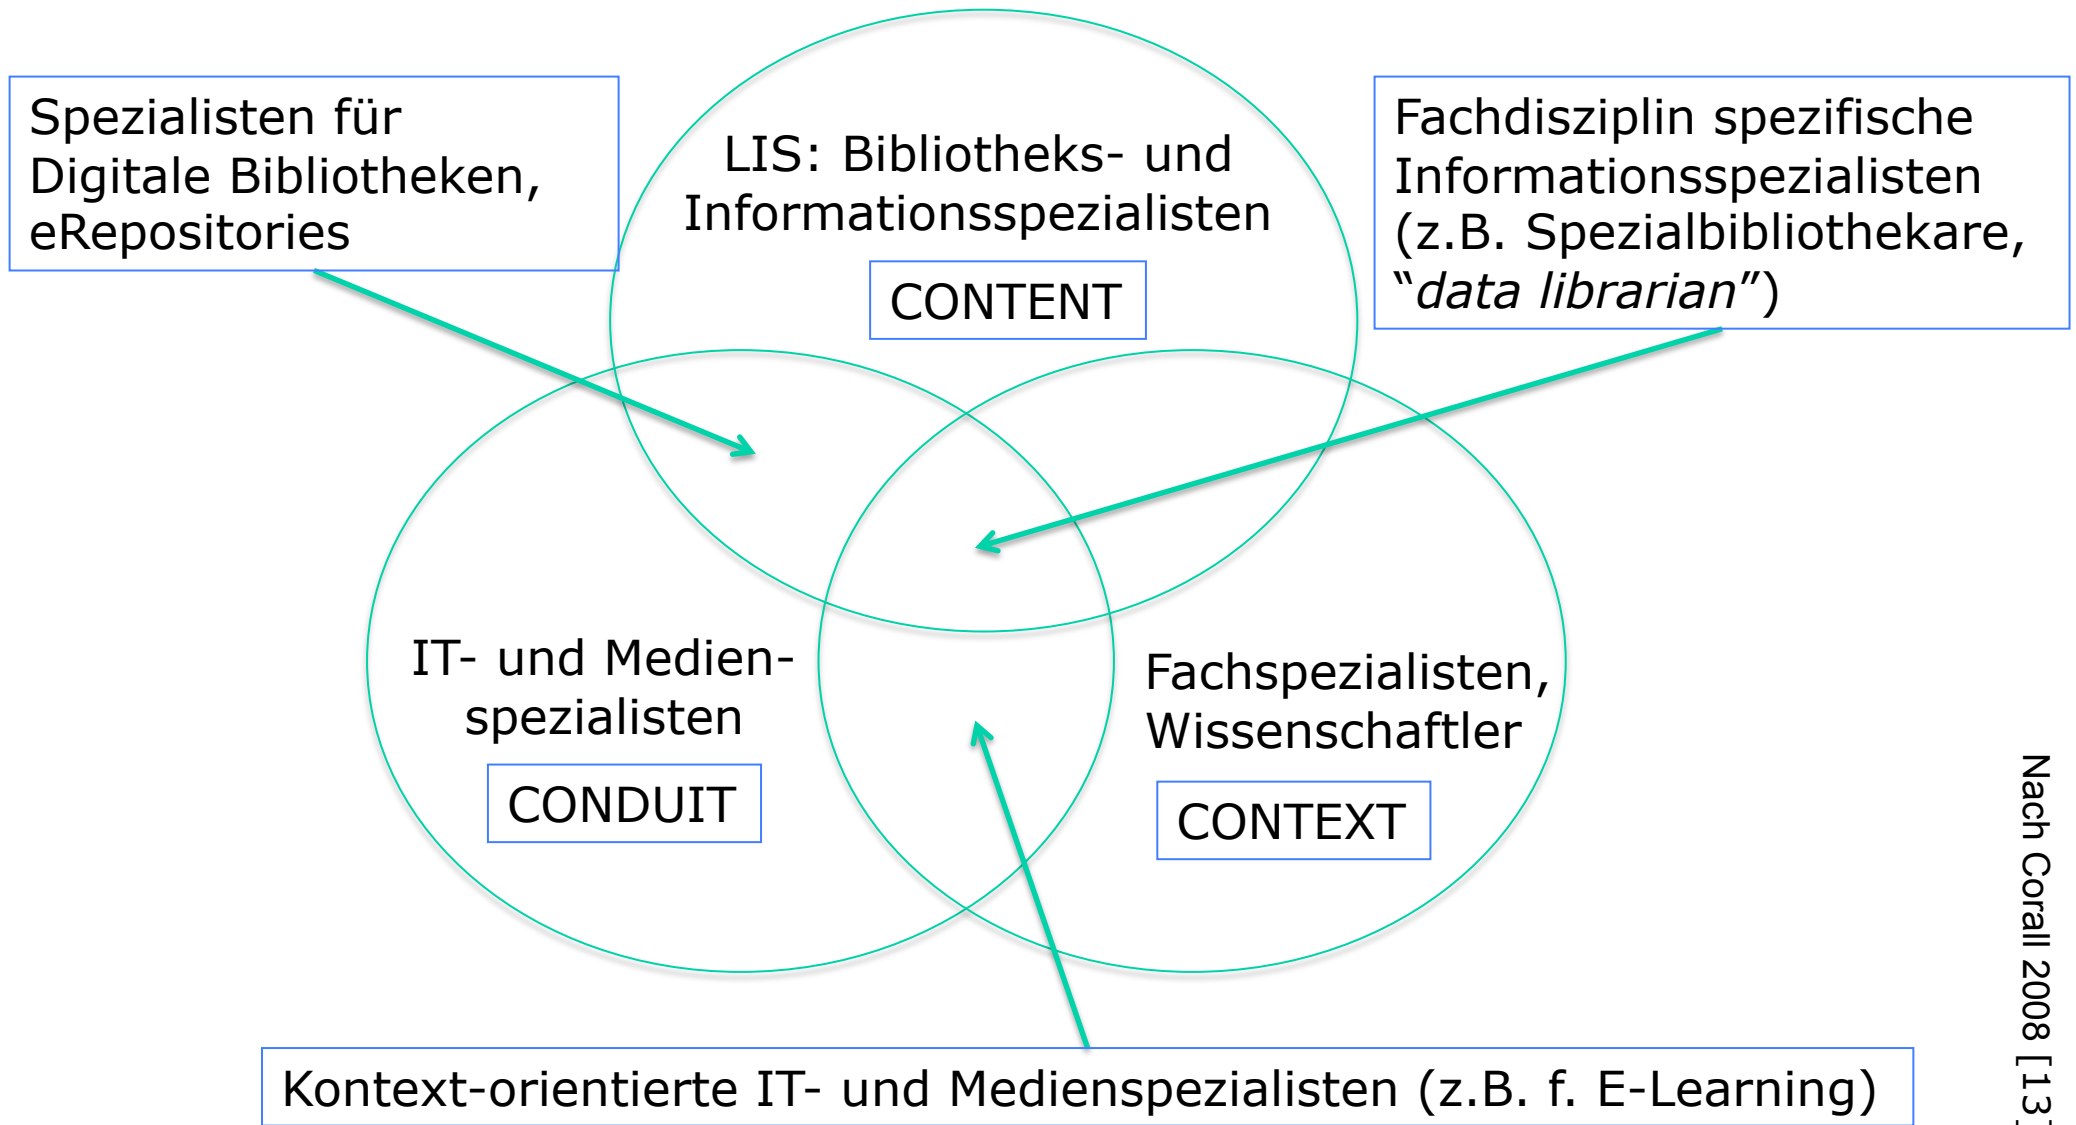 Spezialisten für
Digitale Bibliotheken,
eRepositories
LIS: Bibliotheks- und
Informationsspezialisten
CONTENT
Fachdisziplin spezifische
Informationsspezialisten
(z.B. Spezialbibliothekare,
“data librarian”)
IT- und Medien-
spezialisten
CONDUIT
Fachspezialisten,
Wissenschaftler
CONTEXT
Kontext-orientierte IT- und Medienspezialisten (z.B. f. E-Learning)
Nach Corall 2008 [13]